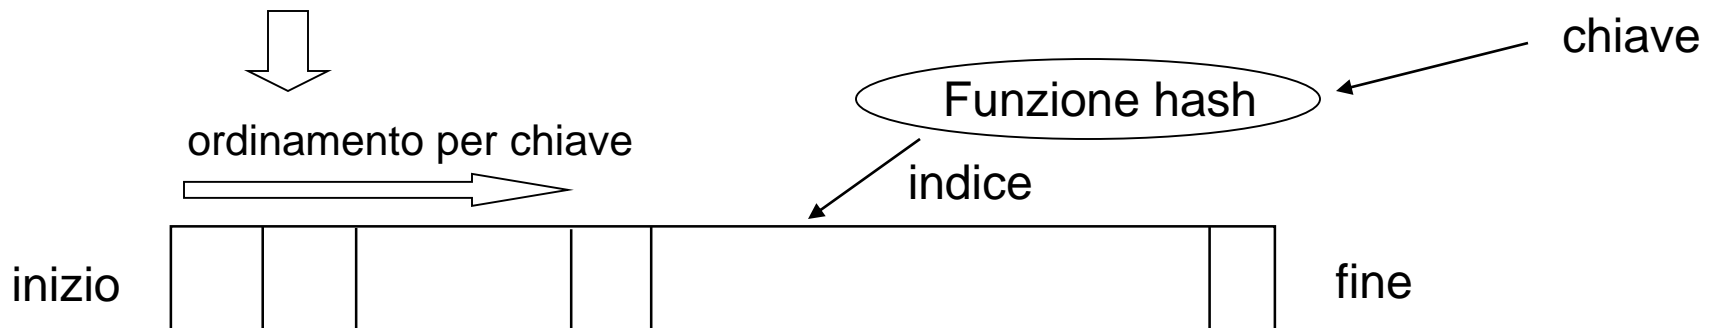 chiave
Funzione hash
ordinamento per chiave
indice
inizio
fine